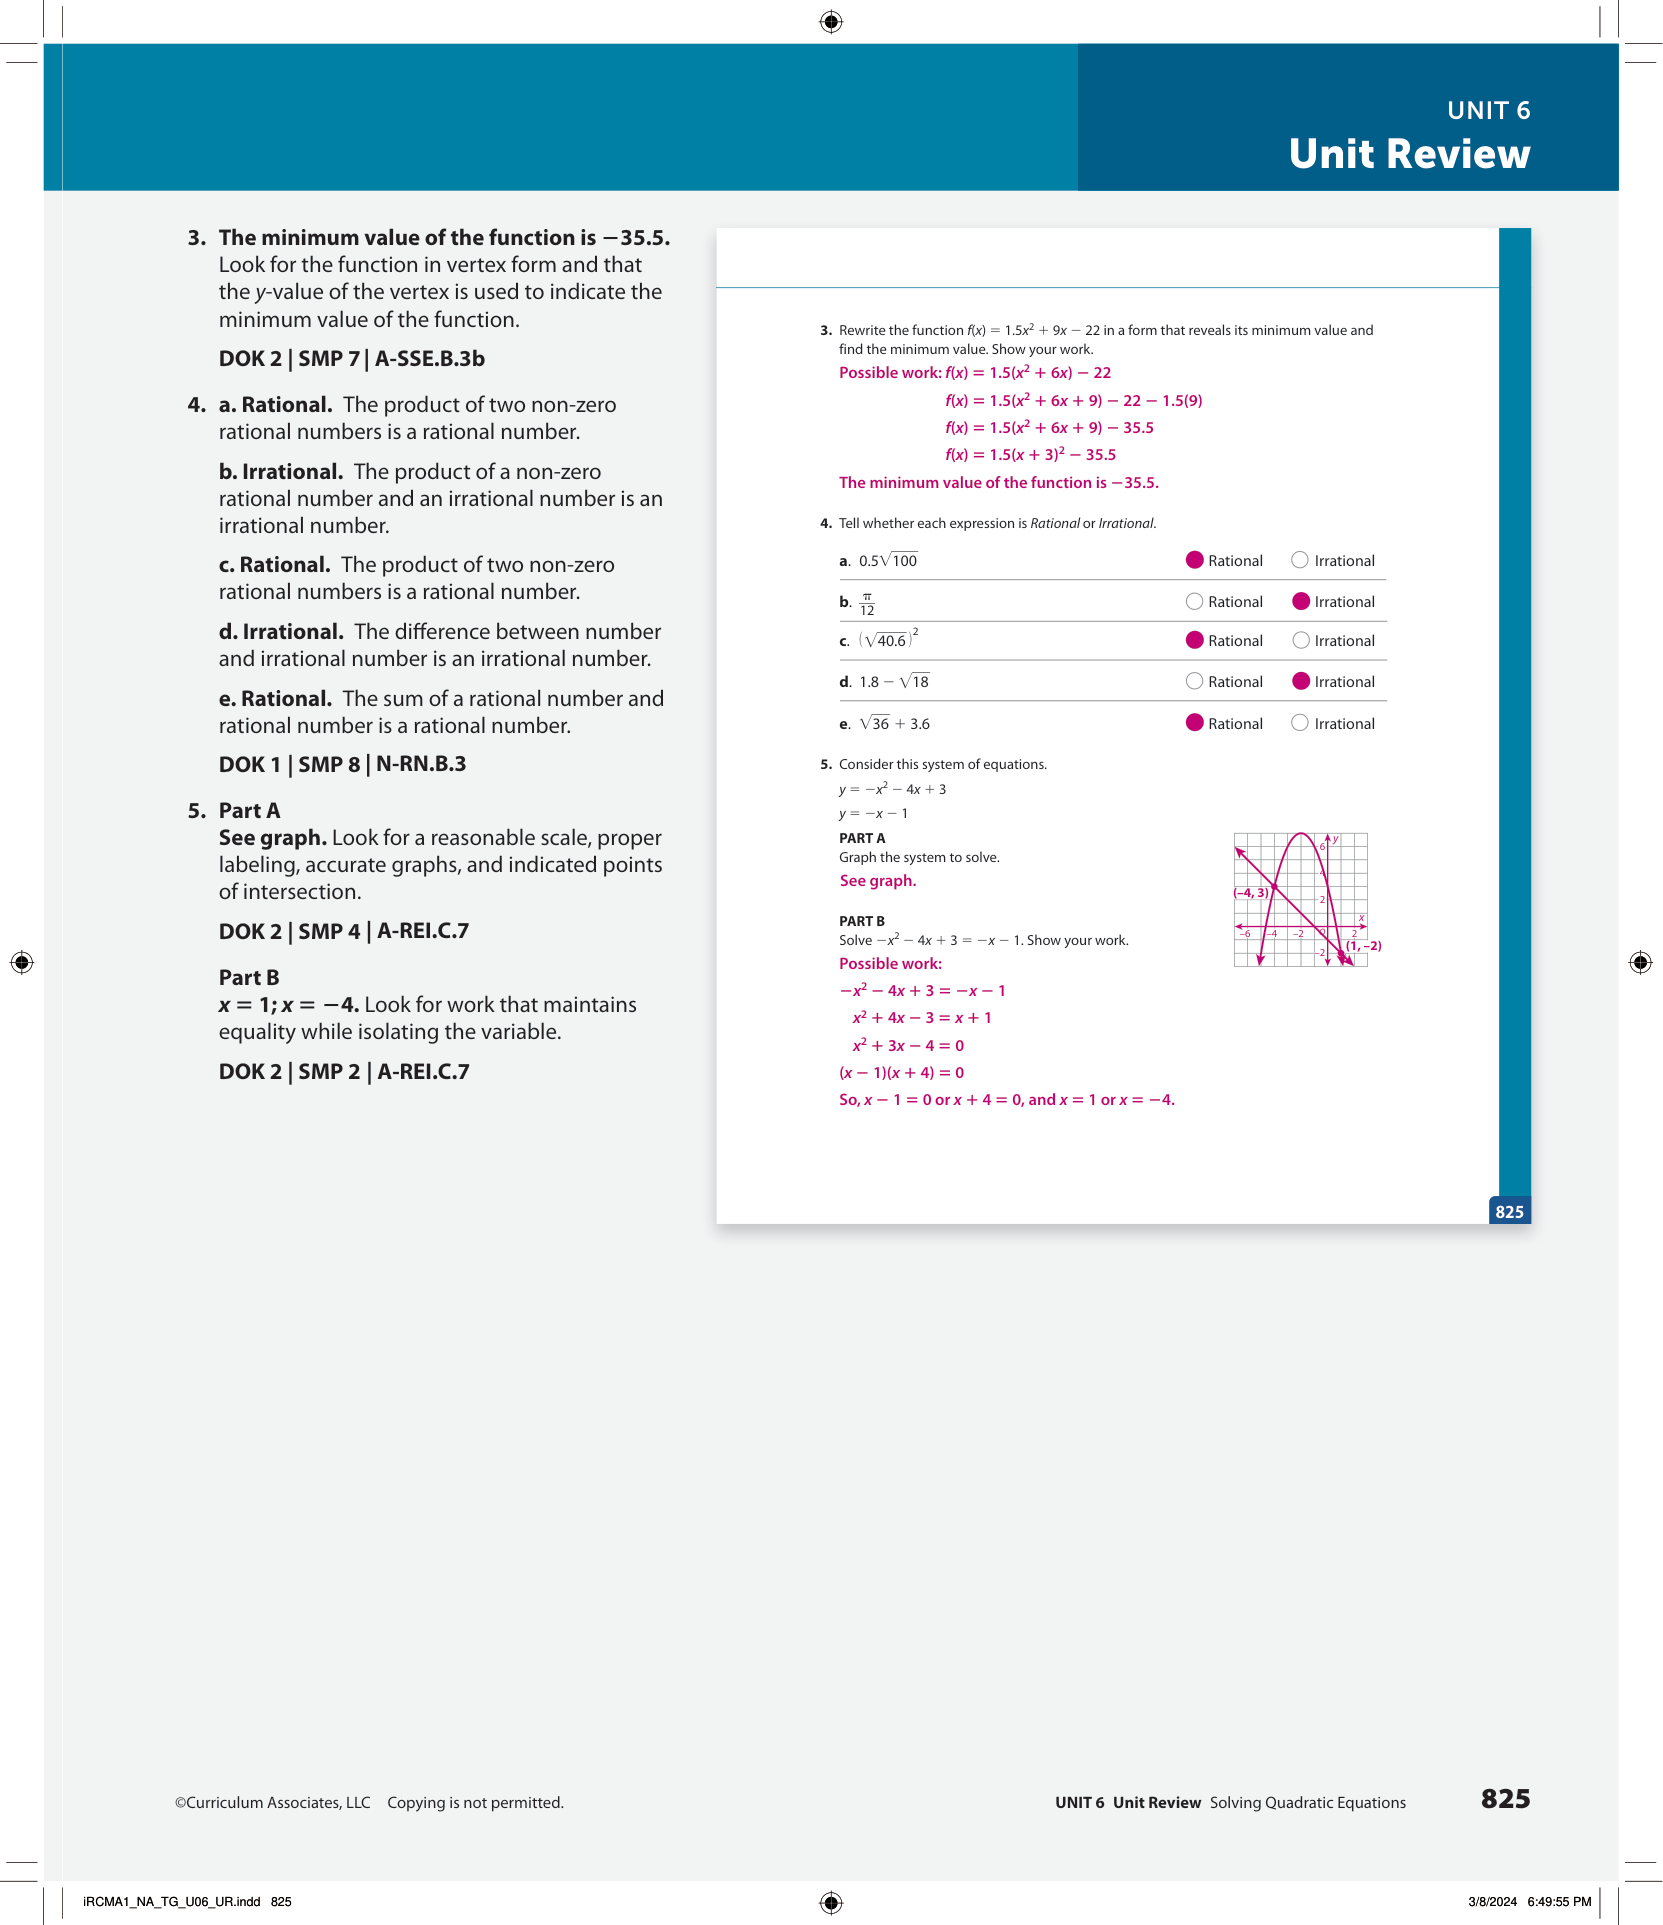 UNIT 6
Unit Review
3. The minimum value of the function is −35.5.
Look for the function in vertex form and that
the y-value of the vertex is used to indicate the
minimum value of the function.
DOK 2 | SMP 7 | A-SSE.B.3b
4. a. Rational. The product of two non-zero
rational numbers is a rational number.
b. Irrational. The product of a non-zero
rational number and an irrational number is an
irrational number.
c. Rational. The product of two non-zero
rational numbers is a rational number.
d. Irrational. The difference between number
and irrational number is an irrational number.
e. Rational. The sum of a rational number and
rational number is a rational number.
DOK 1 | SMP 8 | N-RN.B.3
5. Part A
See graph. Look for a reasonable scale, proper
labeling, accurate graphs, and indicated points
of intersection.
DOK 2 | SMP 4 | A-REI.C.7
Part B
x = 1; x = −4. Look for work that maintains
equality while isolating the variable.
DOK 2 | SMP 2 | A-REI.C.7
3. Rewrite the function f(x) = 1.5x² + 9x − 22 in a form that reveals its minimum value and
find the minimum value. Show your work.
Possible work: f(x) = 1.5(x² + 6x) − 22
f(x) = 1.5(x² + 6x + 9) − 22 − 1.5(9)
f(x) = 1.5(x² + 6x + 9) − 35.5
f(x) = 1.5(x + 3)² − 35.5
The minimum value of the function is −35.5.
4. Tell whether each expression is Rational or Irrational.
a. 0.5√100 Rational Irrational
b. π/12 Rational Irrational
c. (√40.6)² Rational Irrational
d. 1.8 − √18 Rational Irrational
e. √36 + 3.6 Rational Irrational
5. Consider this system of equations.
y = −x² − 4x + 3
y = −x − 1
PART A
Graph the system to solve.
See graph.
y
6
4
(–4, 3)
2
x
–6 –4 –2 0 2
(1, –2)
–2
PART B
Solve −x² − 4x + 3 = −x − 1. Show your work.
Possible work:
−x² − 4x + 3 = −x − 1
x² + 4x − 3 = x + 1
x² + 3x − 4 = 0
(x − 1)(x + 4) = 0
So, x − 1 = 0 or x + 4 = 0, and x = 1 or x = −4.
825
©Curriculum Associates, LLC Copying is not permitted.
UNIT 6 Unit Review Solving Quadratic Equations 825
iRCMA1_NA_TG_U06_UR.indd 825
3/8/2024 6:49:55 PM